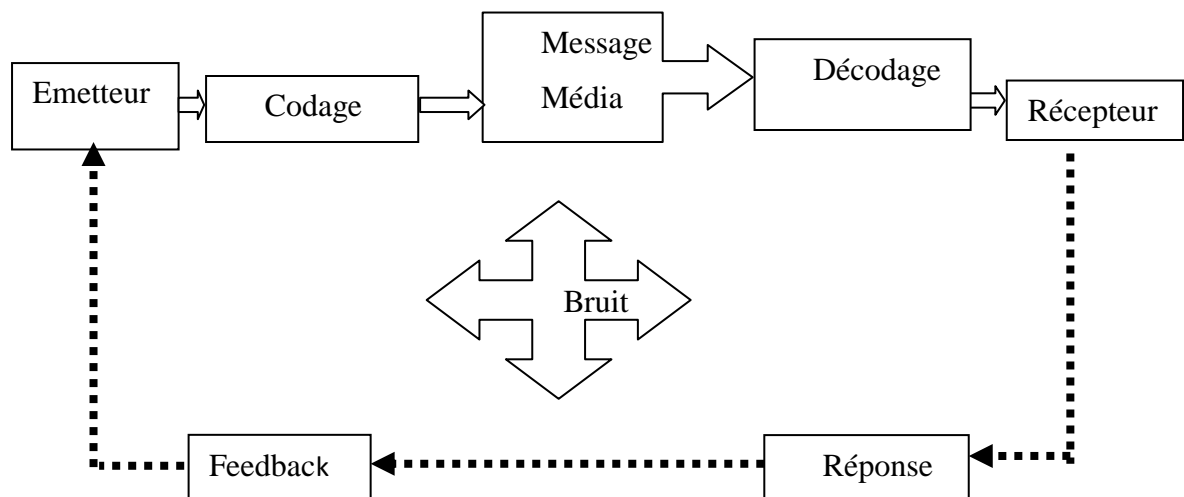 Emetteur
Codage
Message
Média
Décodage
Récepteur
Bruit
Feedback
Réponse